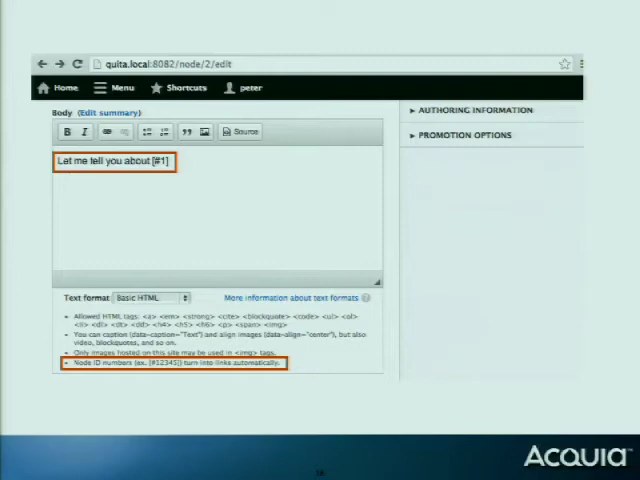 quita.local:8082/node/2/edit
Home Menu Shortcuts peter
Body (Edit summary)
B I Source
Let me tell you about [#1]
Text format Basic HTML More information about text formats ?
Allowed HTML tags: <a> <em> <strong> <cite> <blockquote> <code> <ul> <ol>
<li> <dl> <dt> <dd> <h4> <h5> <h6> <p> <span> <img>
You can caption (data-caption="Text") and align images (data-align="center"), but also
video, blockquotes, and so on.
Only images hosted on this site may be used in <img> tags.
Node ID numbers (ex. [#12345]) turn into links automatically.
AUTHORING INFORMATION
PROMOTION OPTIONS
ACQUIA